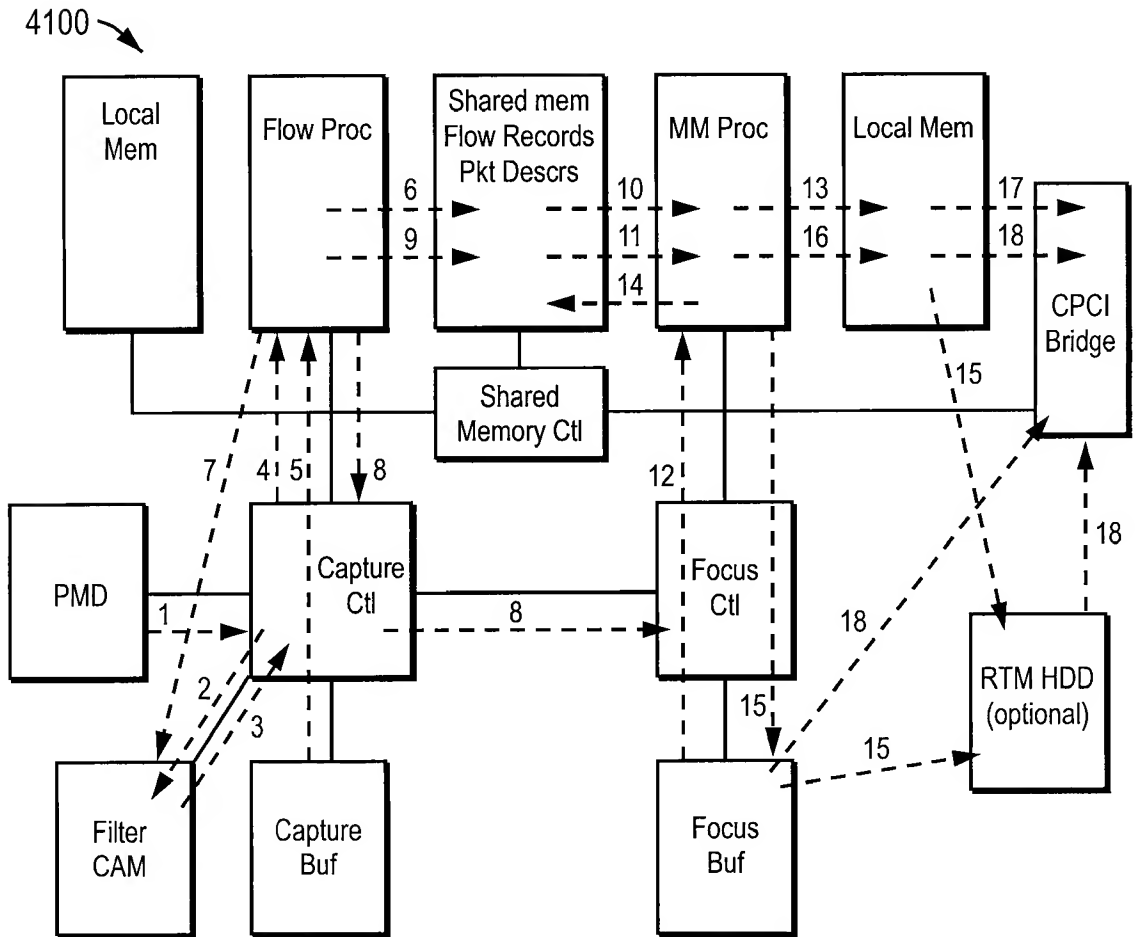 4100
Local
Mem
Flow Proc
Shared mem
Flow Records
Pkt Descrs
MM Proc
Local Mem
6
9
10
11
14
13
16
17
18
CPCI
Bridge
15
Shared
Memory Ctl
7
4
5
8
12
18
PMD
1
Capture
Ctl
8
Focus
Ctl
18
RTM HDD
(optional)
2
3
15
15
Filter
CAM
Capture
Buf
Focus
Buf